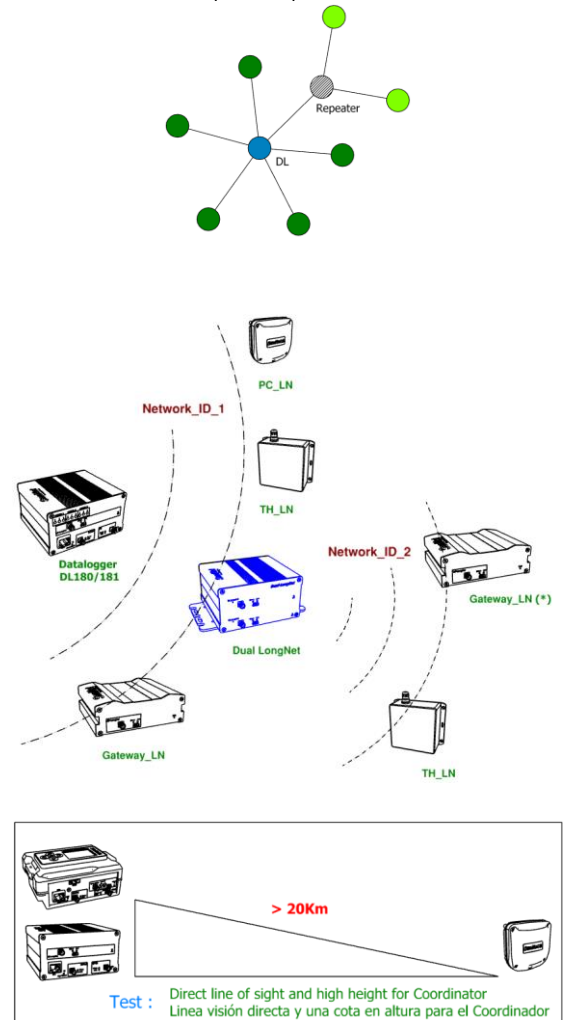 Repeater
DL
PC_LN
Network_ID_1
TH_LN
Datalogger
DL180/181
Network_ID_2
Gateway_LN (*)
Dual LongNet
Gateway_LN
TH_LN
> 20Km
Test : Direct line of sight and high height for Coordinator
Linea visión directa y una cota en altura para el Coordinador